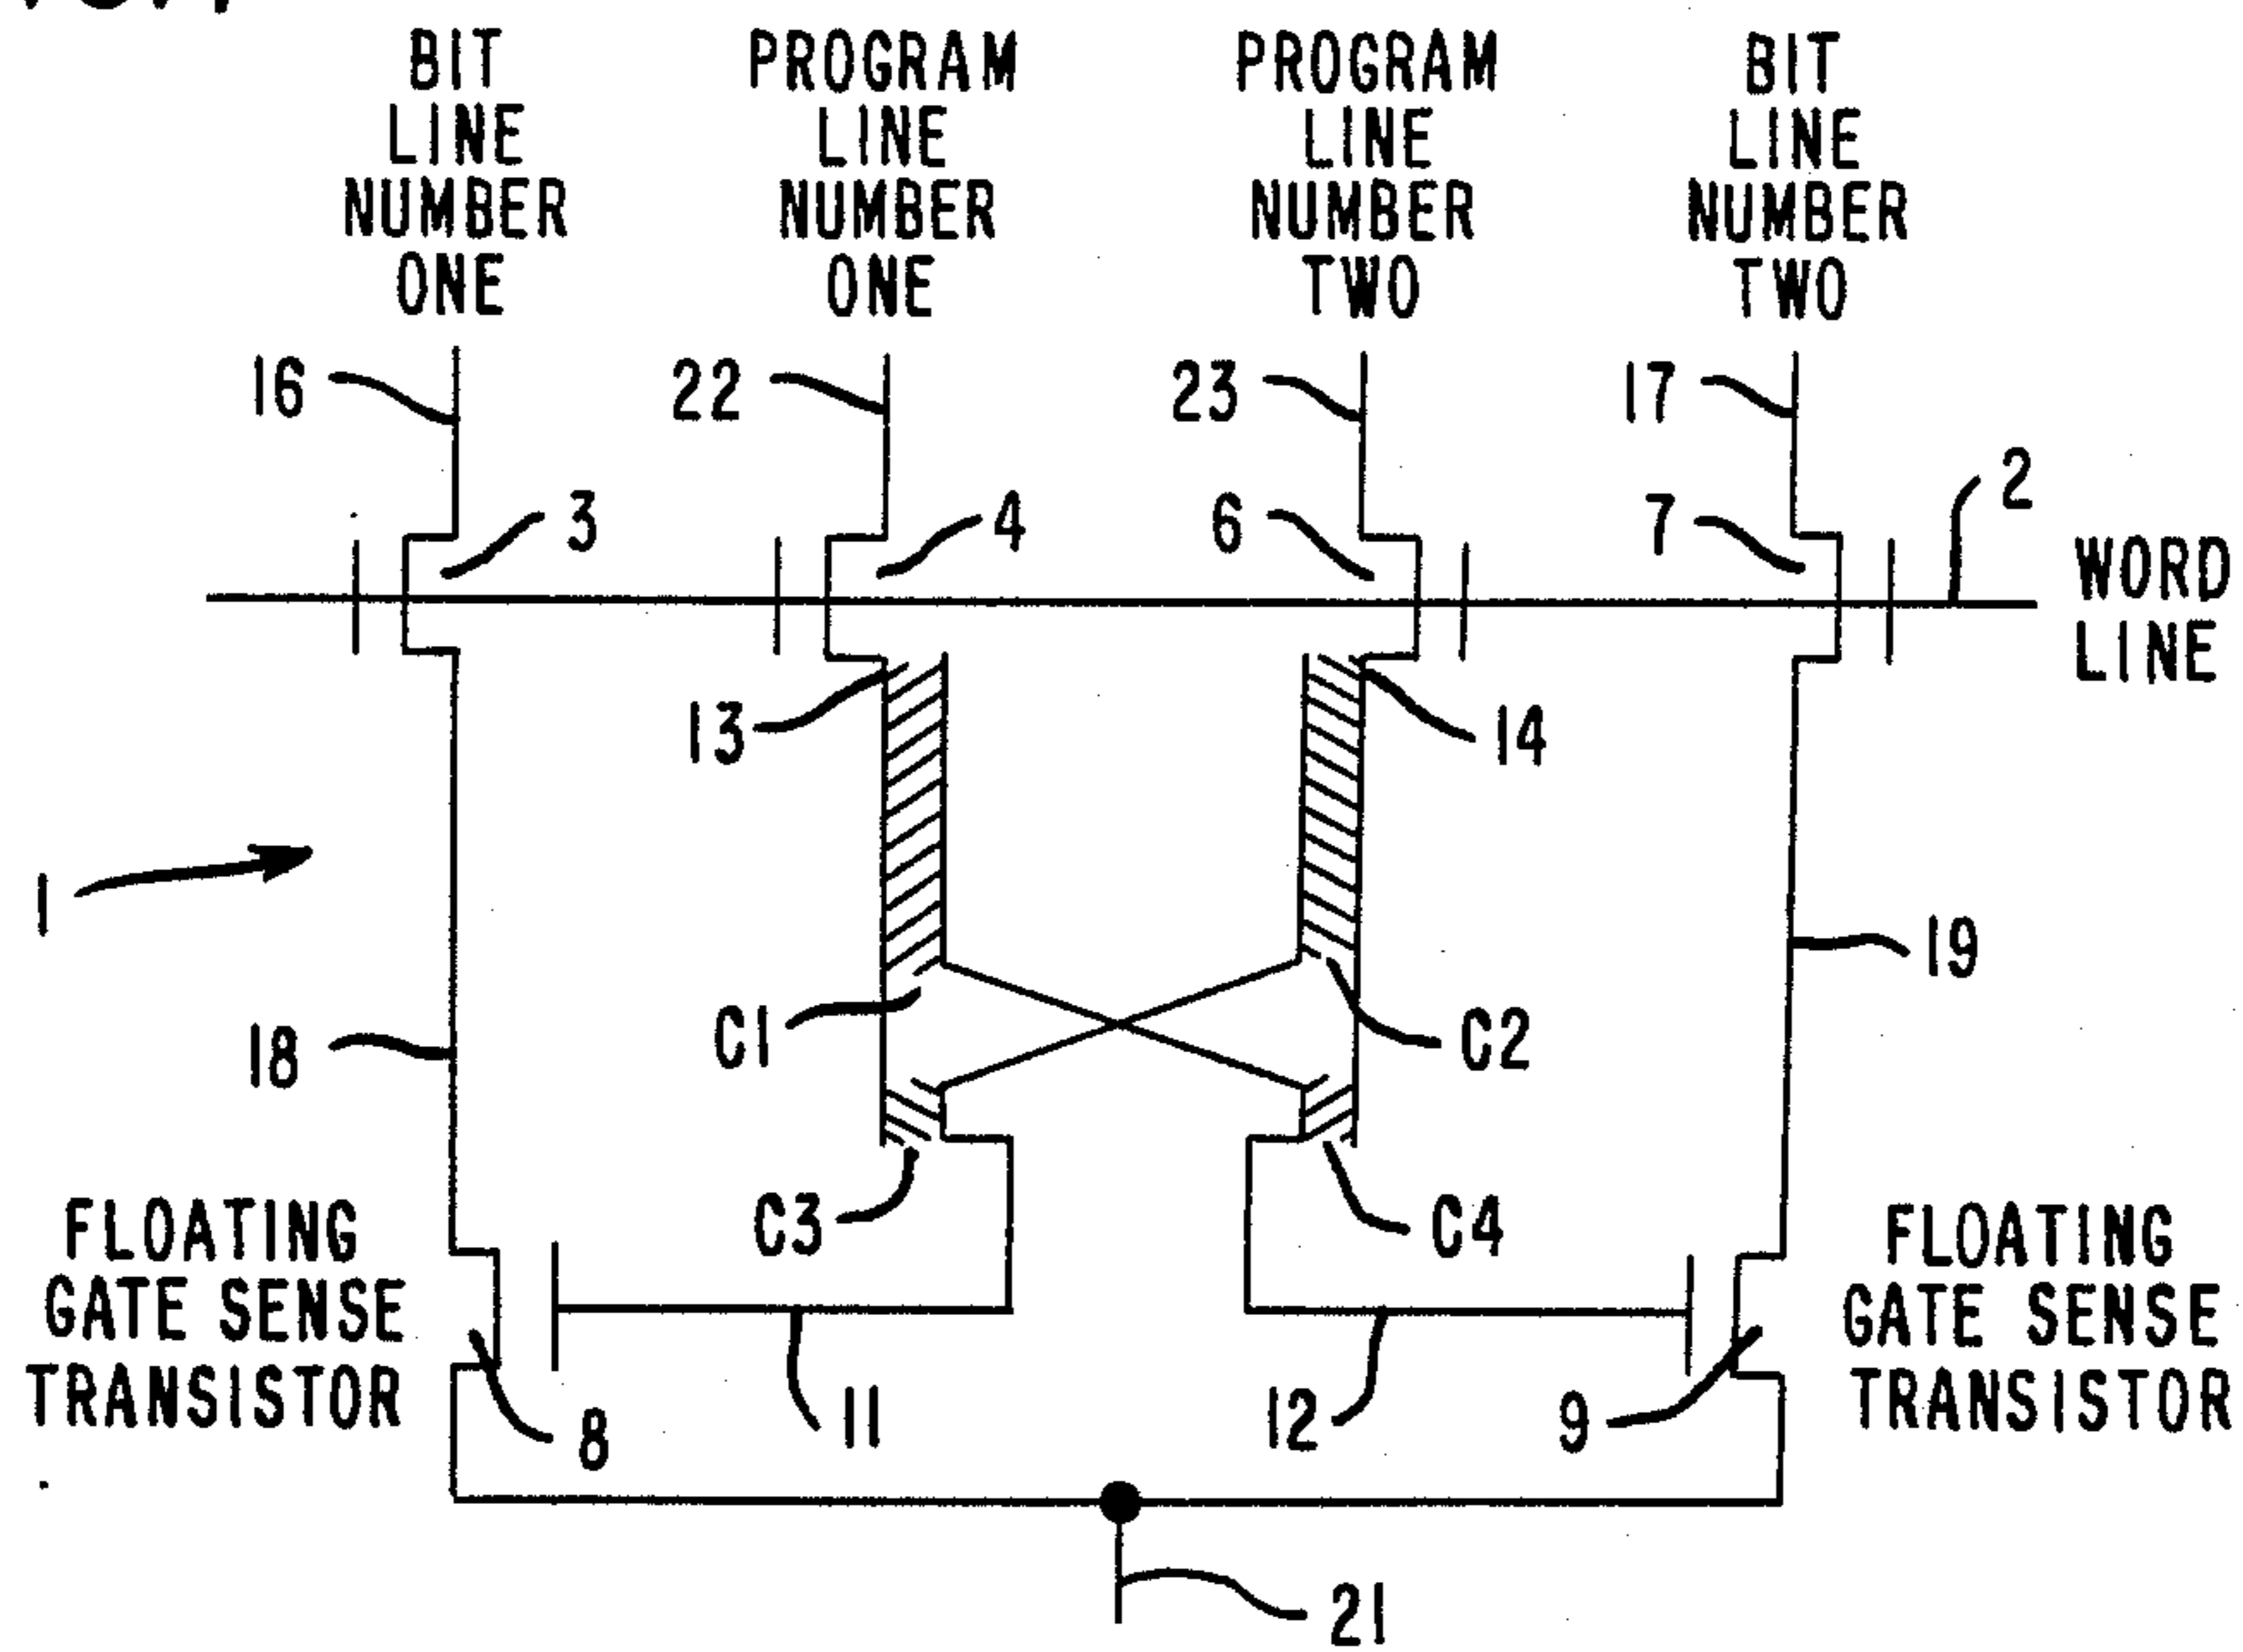 BIT
LINE
NUMBER
ONE
PROGRAM
LINE
NUMBER
ONE
PROGRAM
LINE
NUMBER
TWO
BIT
LINE
NUMBER
TWO
16
22
23
17
3
4
6
7
2
WORD
LINE
13
14
1
19
C1
C2
18
C3
C4
FLOATING
GATE SENSE
TRANSISTOR
FLOATING
GATE SENSE
TRANSISTOR
8
11
12
9
21